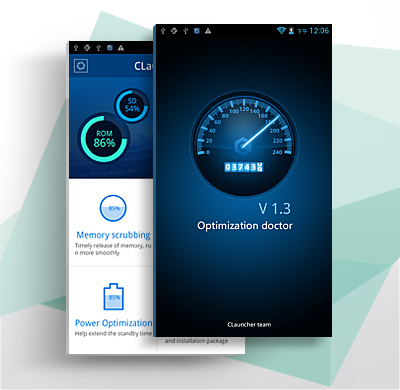 下午 12:06
CLau
SD
54%
ROM
86%
85%
Memory scrubbing
Timely release of memory, ru
n more smoothly
85%
Power Optimization
Help extend the standby time
and installation package
0
20
40
60
80
100
120
140
160
180
200
220
240
V 1.3
Optimization doctor
CLauncher team